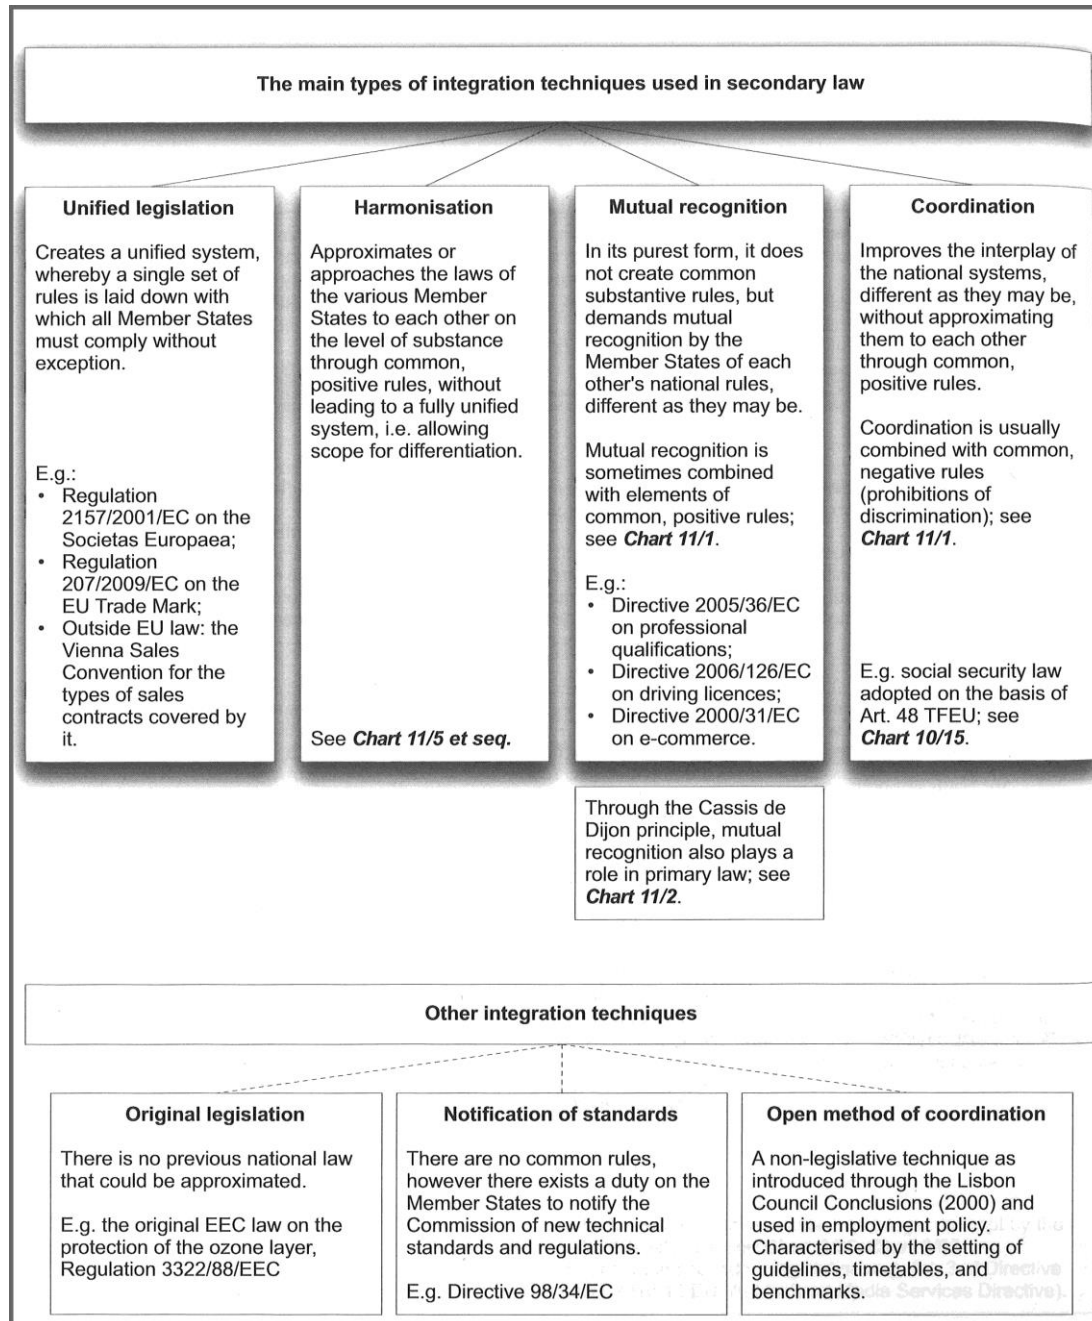 The main types of integration techniques used in secondary law
Unified legislation
Creates a unified system,
whereby a single set of
rules is laid down with
which all Member States
must comply without
exception.
E.g.:
• Regulation
2157/2001/EC on the
Societas Europaea;
• Regulation
207/2009/EC on the
EU Trade Mark;
• Outside EU law: the
Vienna Sales
Convention for the
types of sales
contracts covered by
it.
Harmonisation
Approximates or
approaches the laws of
the various Member
States to each other on
the level of substance
through common,
positive rules, without
leading to a fully unified
system, i.e. allowing
scope for differentiation.
See Chart 11/5 et seq.
Mutual recognition
In its purest form, it does
not create common
substantive rules, but
demands mutual
recognition by the
Member States of each
other's national rules,
different as they may be.
Mutual recognition is
sometimes combined
with elements of
common, positive rules;
see Chart 11/1.
E.g.:
• Directive 2005/36/EC
on professional
qualifications;
• Directive 2006/126/EC
on driving licences;
• Directive 2000/31/EC
on e-commerce.
Through the Cassis de
Dijon principle, mutual
recognition also plays a
role in primary law; see
Chart 11/2.
Coordination
Improves the interplay of
the national systems,
different as they may be,
without approximating
them to each other
through common,
positive rules.
Coordination is usually
combined with common,
negative rules
(prohibitions of
discrimination); see
Chart 11/1.
E.g. social security law
adopted on the basis of
Art. 48 TFEU; see
Chart 10/15.
Other integration techniques
Original legislation
There is no previous national law
that could be approximated.
E.g. the original EEC law on the
protection of the ozone layer,
Regulation 3322/88/EEC
Notification of standards
There are no common rules,
however there exists a duty on the
Member States to notify the
Commission of new technical
standards and regulations.
E.g. Directive 98/34/EC
Open method of coordination
A non-legislative technique as
introduced through the Lisbon
Council Conclusions (2000) and
used in employment policy.
Characterised by the setting of
guidelines, timetables, and
benchmarks.